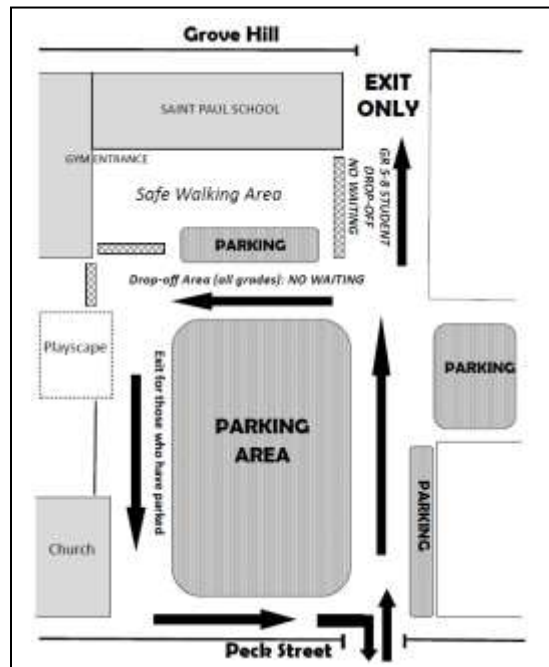 Grove Hill
EXIT
ONLY
SAINT PAUL SCHOOL
GYM ENTRANCE
Safe Walking Area
GR 5-8 STUDENT
DROP-OFF
NO WAITING
PARKING
Drop-off Area (all grades): NO WAITING
Playscape
Exit for those who have parked
PARKING
AREA
PARKING
PARKING
Church
Peck Street